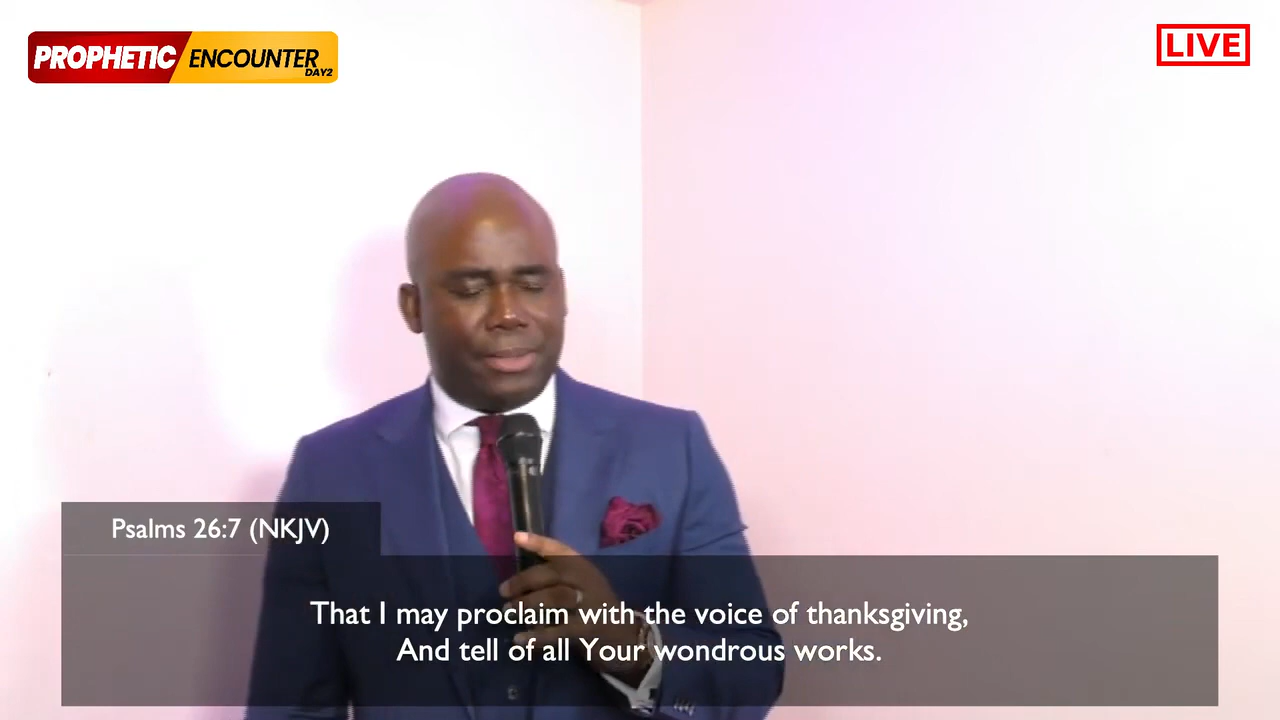 PROPHETIC ENCOUNTER
DAY2
LIVE
Psalms 26:7 (NKJV)
That I may proclaim with the voice of thanksgiving,
And tell of all Your wondrous works.